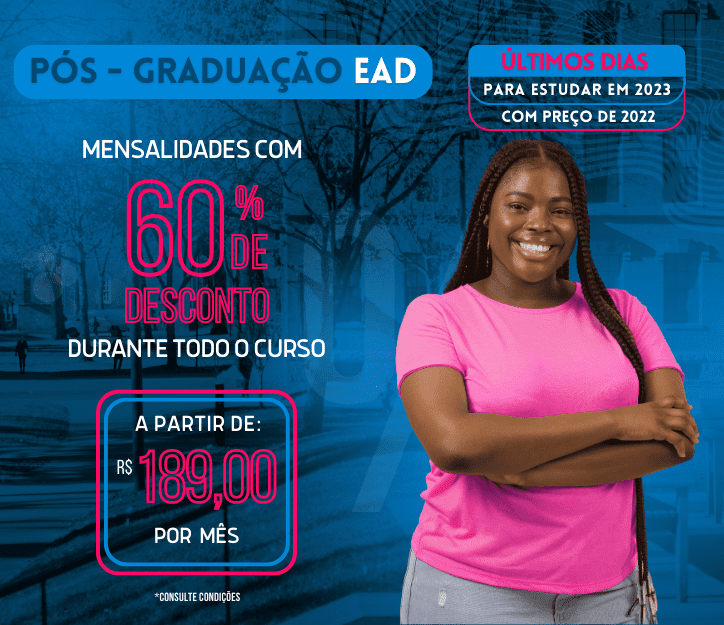 PÓS - GRADUAÇÃO EAD
ÚLTIMOS DIAS
PARA ESTUDAR EM 2023
COM PREÇO DE 2022
MENSALIDADES COM
60%
DE
DESCONTO
DURANTE TODO O CURSO
A PARTIR DE:
R$ 189,00
POR MÊS
*CONSULTE CONDIÇÕES